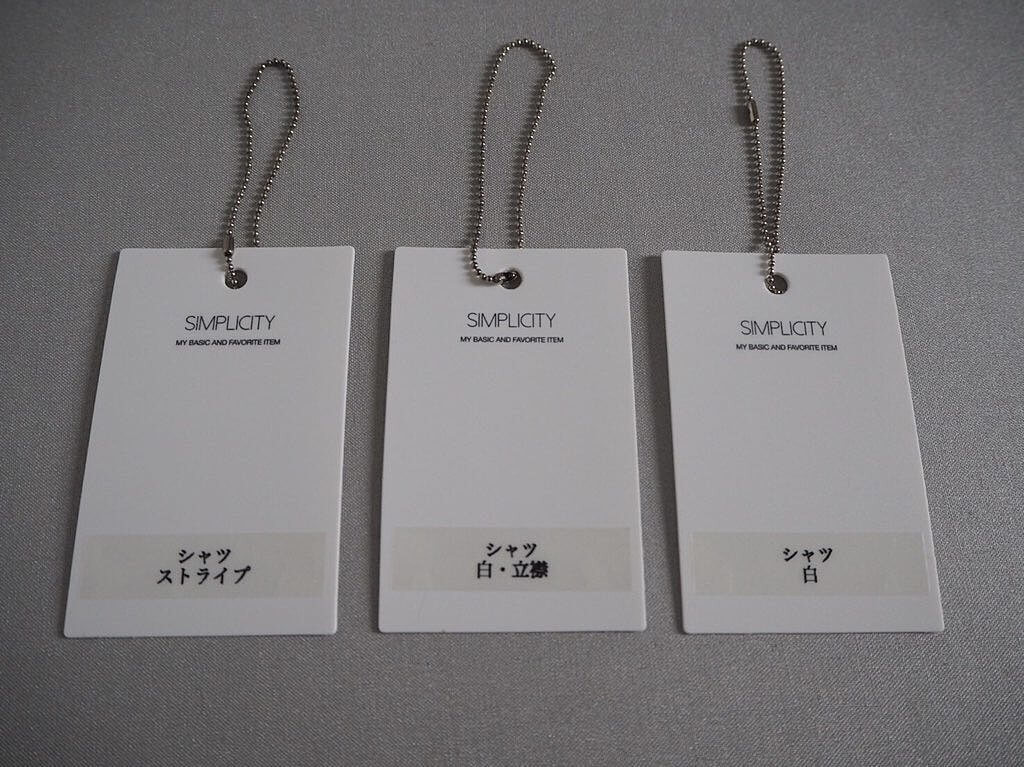 SIMPLICITY
MY BASIC AND FAVORITE ITEM
シャツ
ストライプ
SIMPLICITY
MY BASIC AND FAVORITE ITEM
シャツ
白・立襟
SIMPLICITY
MY BASIC AND FAVORITE ITEM
シャツ
白